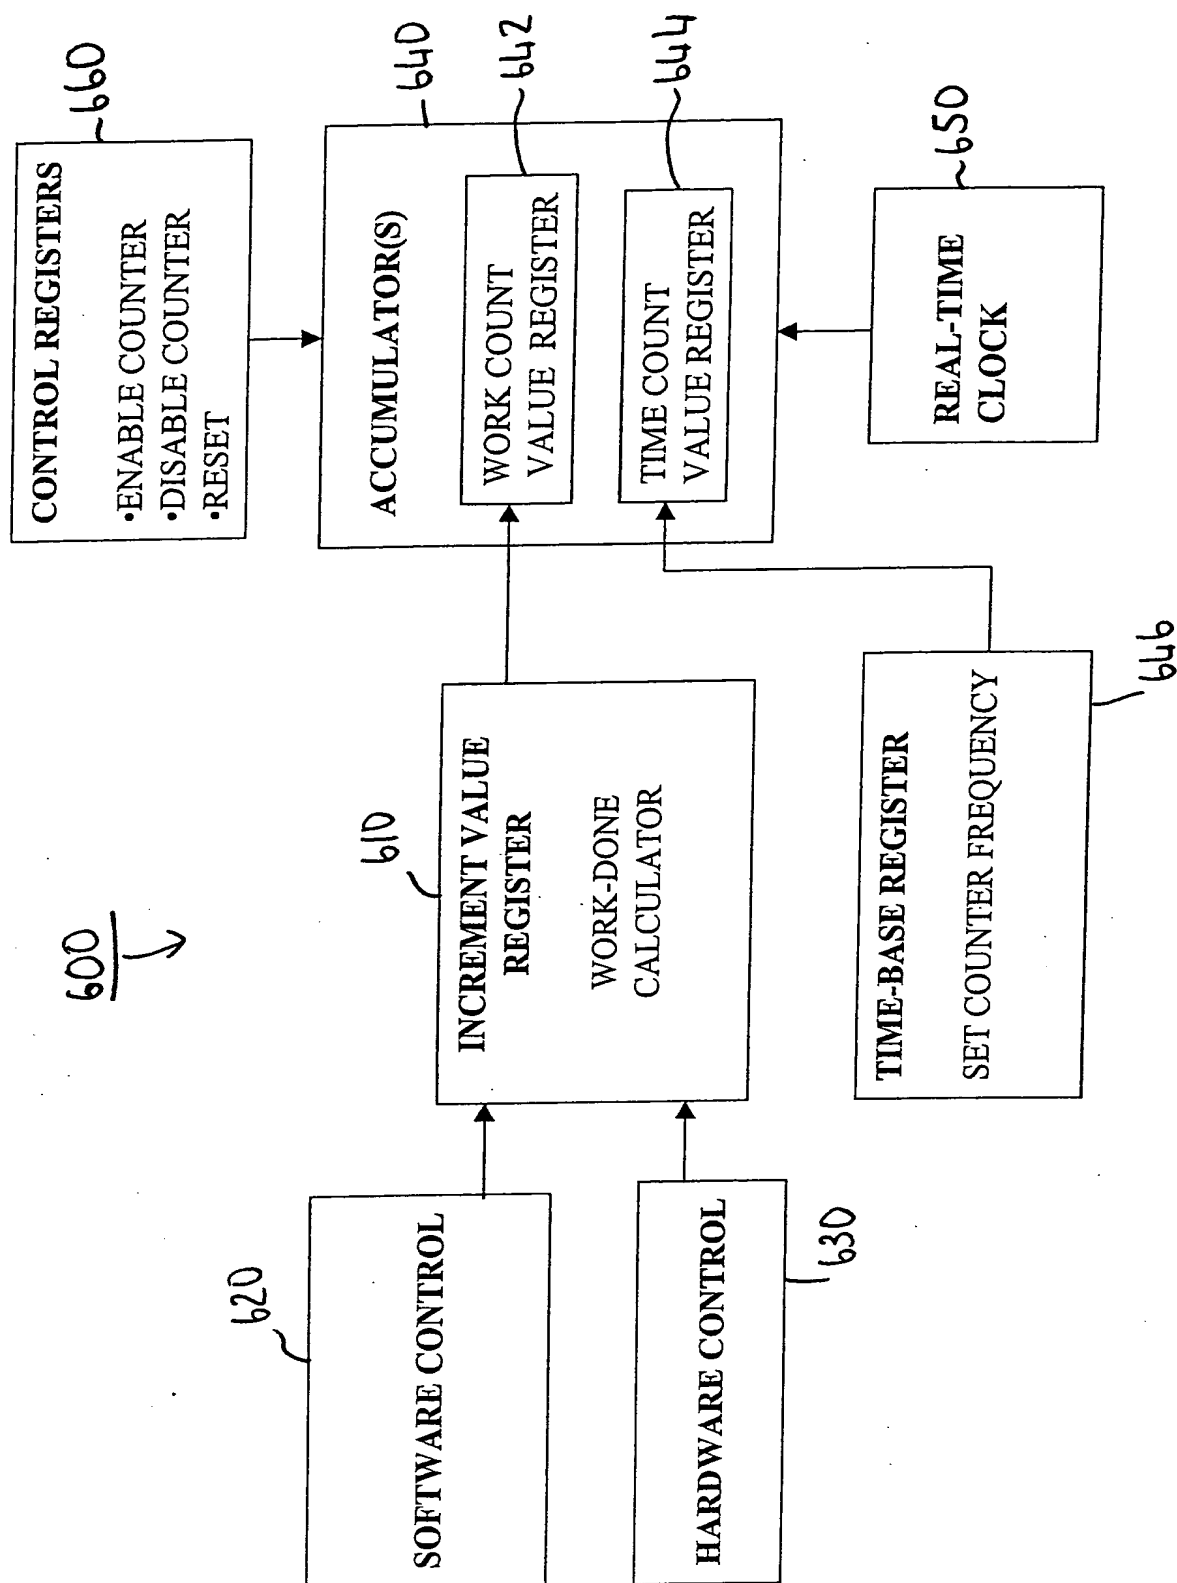 600
SOFTWARE CONTROL
620
HARDWARE CONTROL
630
INCREMENT VALUE
REGISTER
WORK-DONE
CALCULATOR
610
TIME-BASE REGISTER
SET COUNTER FREQUENCY
646
CONTROL REGISTERS
•ENABLE COUNTER
•DISABLE COUNTER
•RESET
660
ACCUMULATOR(S)
640
WORK COUNT
VALUE REGISTER
642
TIME COUNT
VALUE REGISTER
644
REAL-TIME
CLOCK
650